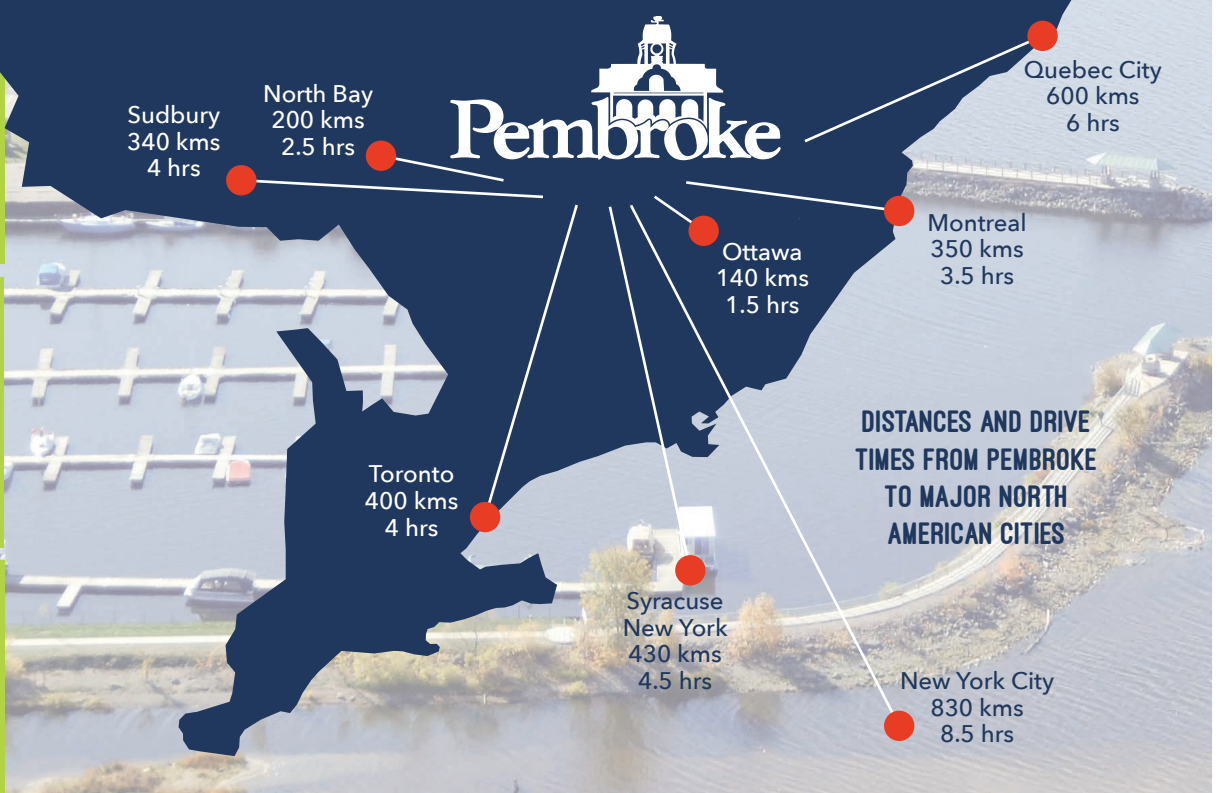 Pembroke
Quebec City
600 kms
6 hrs
North Bay
200 kms
2.5 hrs
Sudbury
340 kms
4 hrs
Montreal
350 kms
3.5 hrs
Ottawa
140 kms
1.5 hrs
DISTANCES AND DRIVE
TIMES FROM PEMBROKE
TO MAJOR NORTH
AMERICAN CITIES
Toronto
400 kms
4 hrs
Syracuse
New York
430 kms
4.5 hrs
New York City
830 kms
8.5 hrs